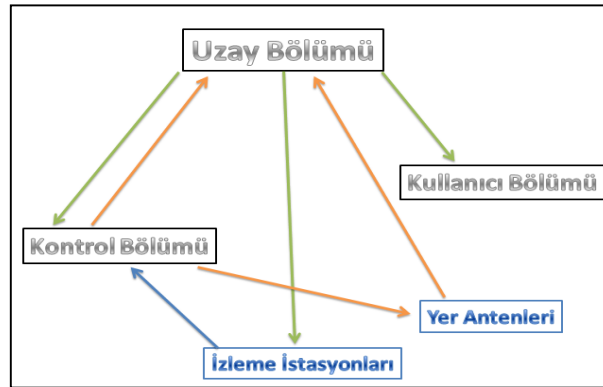 Uzay Bölümü
Kullanıcı Bölümü
Kontrol Bölümü
Yer Antenleri
İzleme İstasyonları